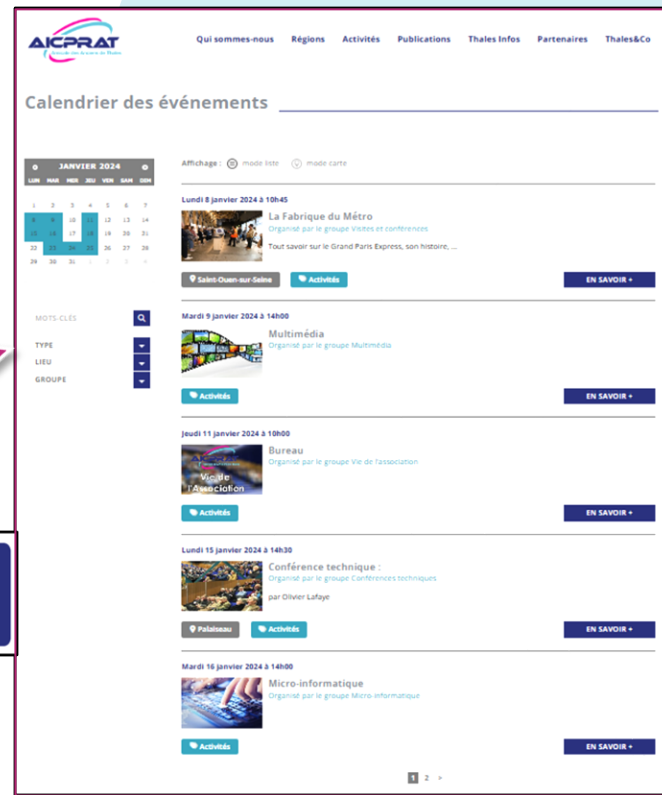 AICPRAT
Qui sommes-nous Régions Activités Publications Thales Infos Partenaires Thales&Co
Calendrier des événements
JANVIER 2024
LUN MAR MER JEU VEN SAM DIM
1 2 3 4 5 6 7
8 9 10 11 12 13 14
15 16 17 18 19 20 21
22 23 24 25 26 27 28
29 30 31 1 2 3 4
MOTS-CLÉS
TYPE
LIEU
GROUPE
Affichage : mode liste mode carte
Lundi 8 janvier 2024 à 10h45
La Fabrique du Métro
Organisé par le groupe Visites et conférences
Tout savoir sur le Grand Paris Express, son histoire, ...
Saint-Ouen-sur-Seine Activités EN SAVOIR +
Mardi 9 janvier 2024 à 14h00
Multimédia
Organisé par le groupe Multimédia
Activités EN SAVOIR +
Jeudi 11 janvier 2024 à 10h00
Bureau
Organisé par le groupe Vie de l'association
AICPRAT
Vie de
l'Association
Activités EN SAVOIR +
Lundi 15 janvier 2024 à 14h30
Conférence technique :
Organisé par le groupe Conférences techniques
par Olivier Lafaye
Palaiseau Activités EN SAVOIR +
Mardi 16 janvier 2024 à 14h00
Micro-informatique
Organisé par le groupe Micro-informatique
Activités EN SAVOIR +
1 2 >